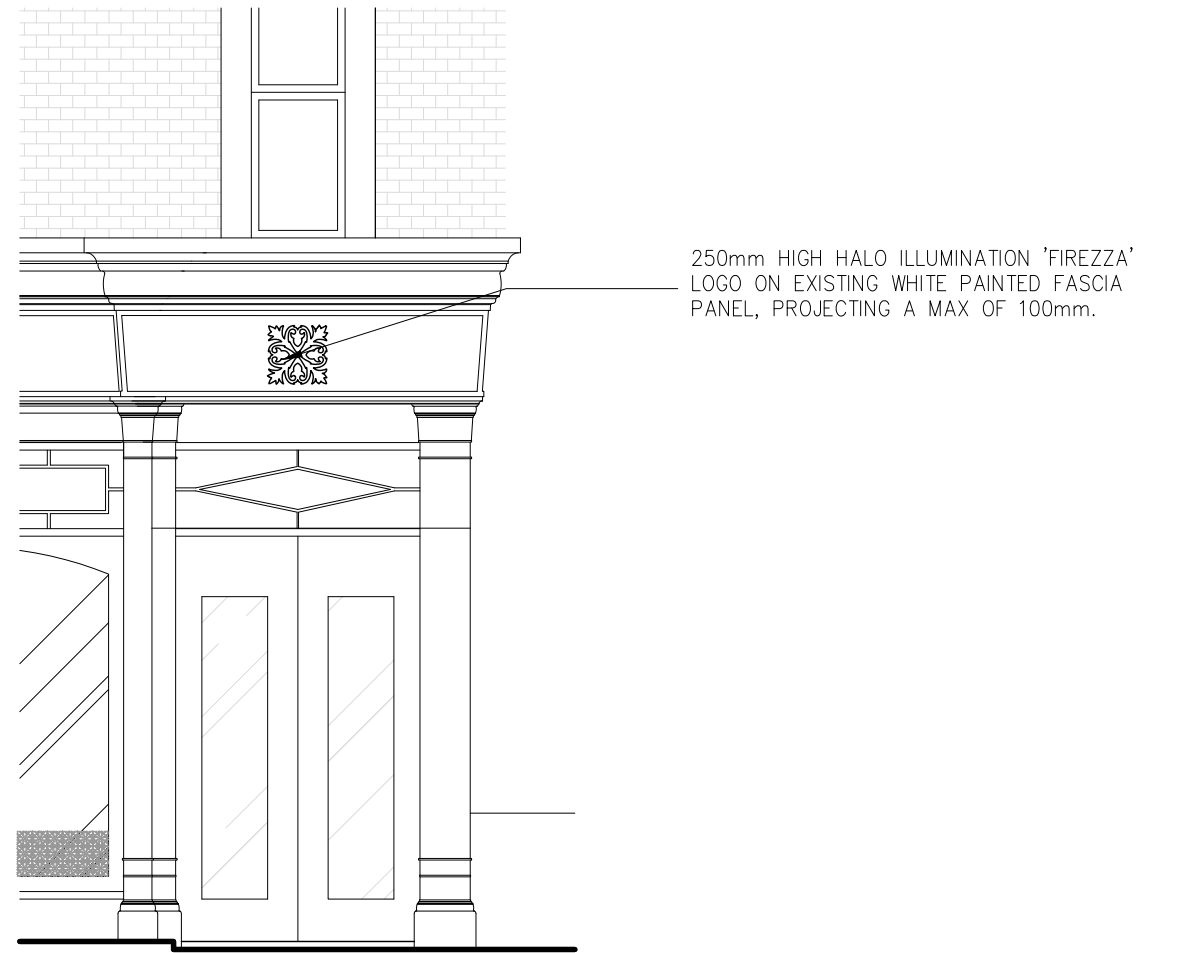 250mm HIGH HALO ILLUMINATION 'FIREZZA'
LOGO ON EXISTING WHITE PAINTED FASCIA
PANEL, PROJECTING A MAX OF 100mm.